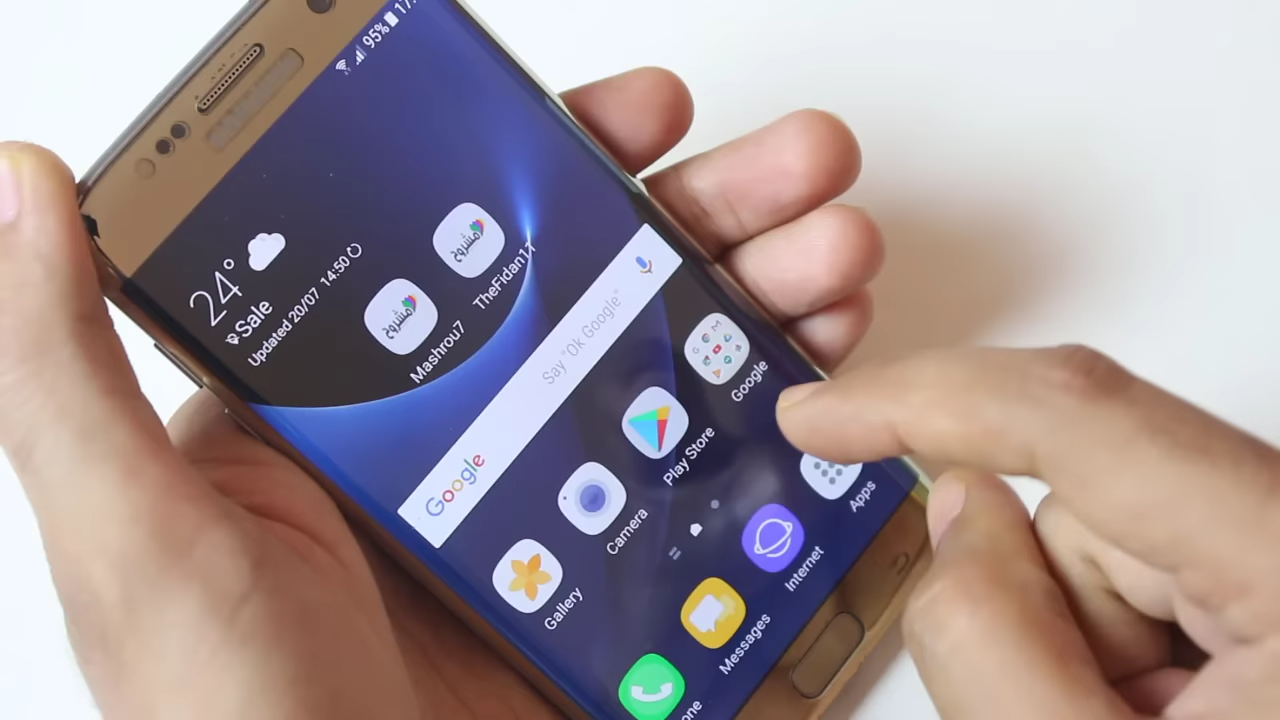 95%
24°
Sale
Updated 20/07 14:50
مشروع
Mashrou7
مشروع
TheFidan11
Google
Say "Ok Google"
Gallery
Camera
Play Store
Google
Messages
Internet
Apps